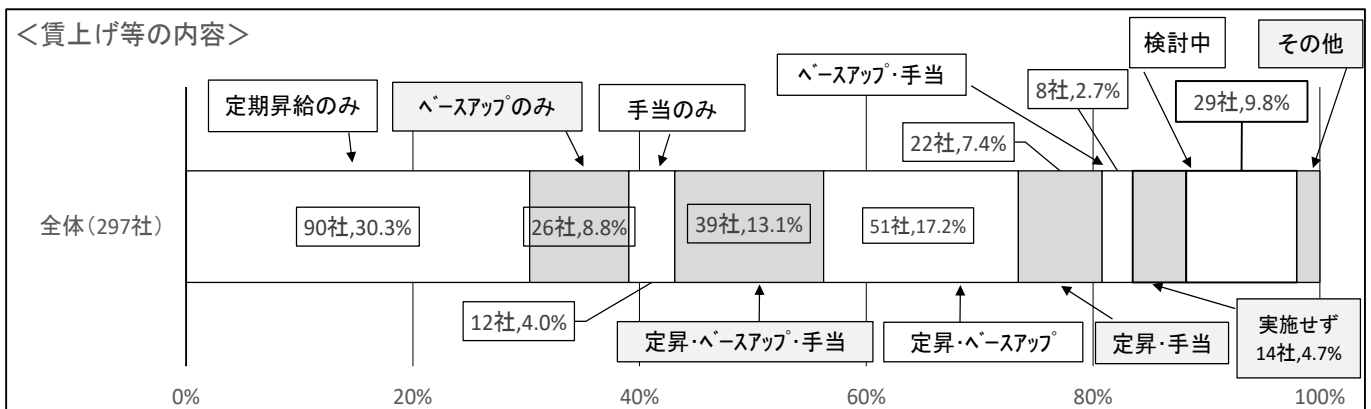 ＜賃上げ等の内容＞
検討中
その他
ﾍﾞｰｽｱｯﾌﾟ･手当
定期昇給のみ
ﾍﾞｰｽｱｯﾌﾟのみ
手当のみ
8社,2.7%
29社,9.8%
22社,7.4%
全体（297社）
90社,30.3%
26社,8.8%
39社,13.1%
51社,17.2%
12社,4.0%
定昇･ﾍﾞｰｽｱｯﾌﾟ･手当
定昇･ﾍﾞｰｽｱｯﾌﾟ
定昇･手当
実施せず
14社,4.7%
0%
20%
40%
60%
80%
100%